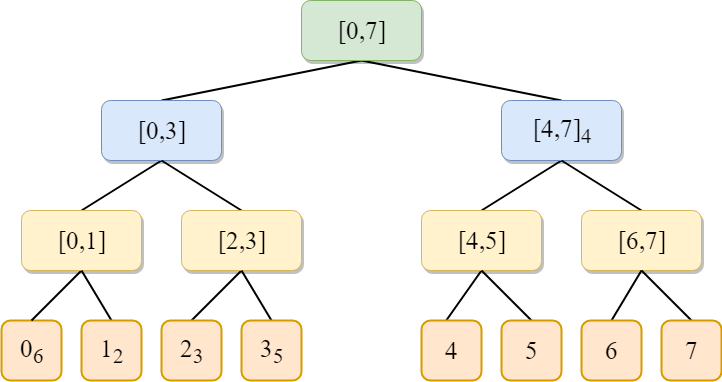 [0,7]
[0,3] [4,7]₄
[0,1] [2,3] [4,5] [6,7]
0₆ 1₂ 2₃ 3₅ 4 5 6 7